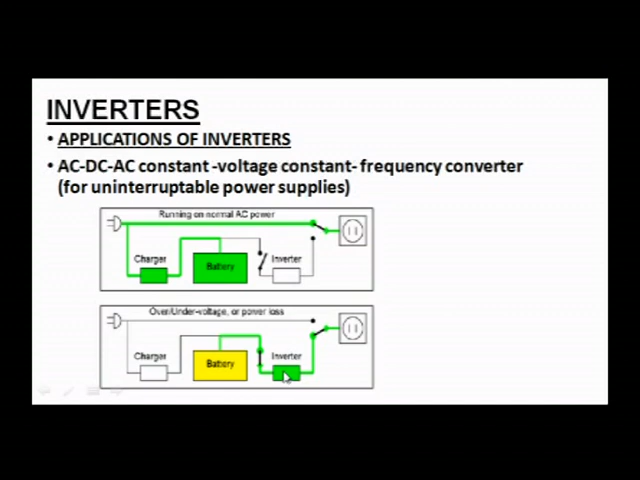 INVERTERS
• APPLICATIONS OF INVERTERS
• AC-DC-AC constant -voltage constant- frequency converter
(for uninterruptable power supplies)
Running on normal AC power
Charger
Battery
Inverter
Over/Under-voltage, or power loss
Charger
Battery
Inverter